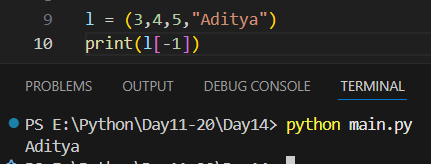 9 l = (3,4,5,"Aditya")
10 print(l[-1])
PROBLEMS OUTPUT DEBUG CONSOLE TERMINAL
PS E:\Python\Day11-20\Day14> python main.py
Aditya